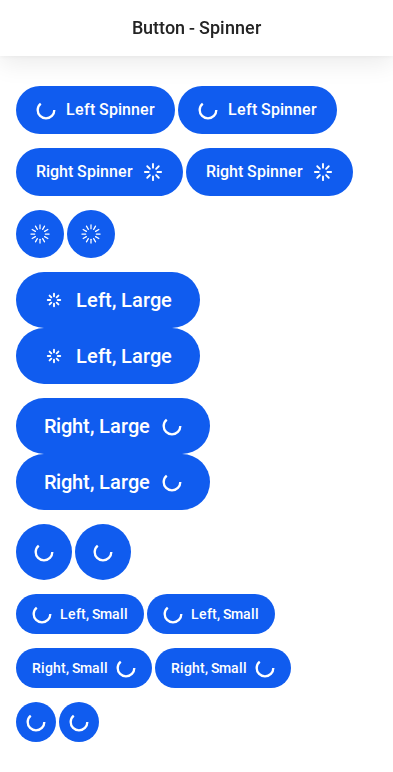 Button - Spinner
Left Spinner Left Spinner
Right Spinner Right Spinner
Left, Large
Left, Large
Right, Large
Right, Large
Left, Small Left, Small
Right, Small Right, Small